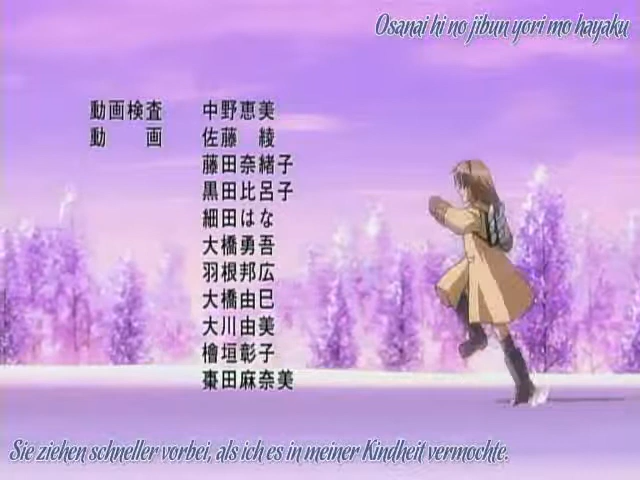 Osanai hi no jibun yori mo hayaku
動画検査 中野恵美
動画 佐藤 綾
藤田奈緒子
黒田比呂子
細田はな
大橋勇吾
羽根邦広
大橋由巳
大川由美
檜垣彰子
棗田麻奈美
Sie ziehen schneller vorbei, als ich es in meiner Kindheit vermochte.